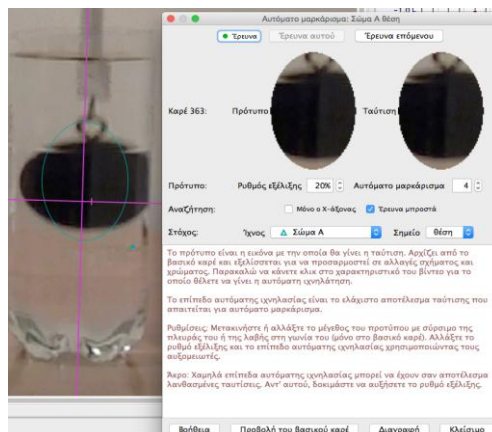 Αυτόματο μαρκάρισμα: Σώμα Α θέση
Έρευνα Έρευνα αυτού Έρευνα επόμενου
Καρέ 363: Πρότυπο Ταύτιση
Πρότυπο: Ρυθμός εξέλιξης 20% Αυτόματο μαρκάρισμα 4
Αναζήτηση: Μόνο ο X-άξονας Έρευνα μπροστά
Στόχος: Ίχνος Σώμα Α Σημείο θέση
Το πρότυπο είναι η εικόνα με την οποία θα γίνει η ταύτιση. Αρχίζει από το
βασικό καρέ και εξελίσσεται για να προσαρμοστεί σε αλλαγές σχήματος και
χρώματος. Παρακαλώ να κάνετε κλικ στο χαρακτηριστικό του βίντεο για το
οποίο θέλετε να γίνει η αυτόματη ιχνηλάτηση.
Το επίπεδο αυτόματης ιχνηλασίας είναι το ελάχιστο αποτέλεσμα ταύτισης που
απαιτείται για αυτόματο μαρκάρισμα.
Ρυθμίσεις: Μετακινήστε ή αλλάξτε το μέγεθος του προτύπου με σύρσιμο της
πλευράς του ή της λαβής στη γωνία του (μόνο στο βασικό καρέ). Αλλάξτε το
ρυθμό εξέλιξης και το επίπεδο αυτόματης ιχνηλασίας χρησιμοποιώντας τους
αυξομειωτές.
Άκρο: Χαμηλά επίπεδα αυτόματης ιχνηλασίας μπορεί να έχουν σαν αποτέλεσμα
λανθασμένες ταυτίσεις. Αντ' αυτού, δοκιμάστε να αυξήσετε το ρυθμό εξέλιξης.
Βοήθεια Προβολή του βασικού καρέ Διαγραφή Κλείσιμο